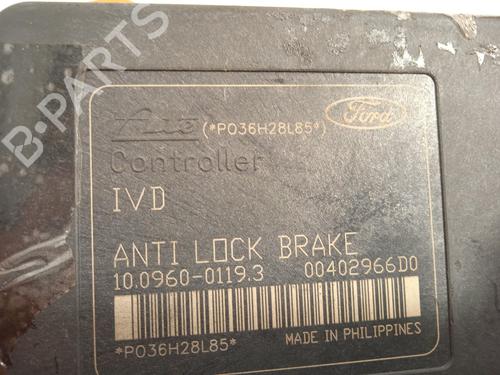 Ate (*P036H28L85*) Ford
Controller
IVD
ANTI LOCK BRAKE
10.0960-0119.3 00402966D0
MADE IN PHILIPPINES
*P036H28L85*
B-PARTS